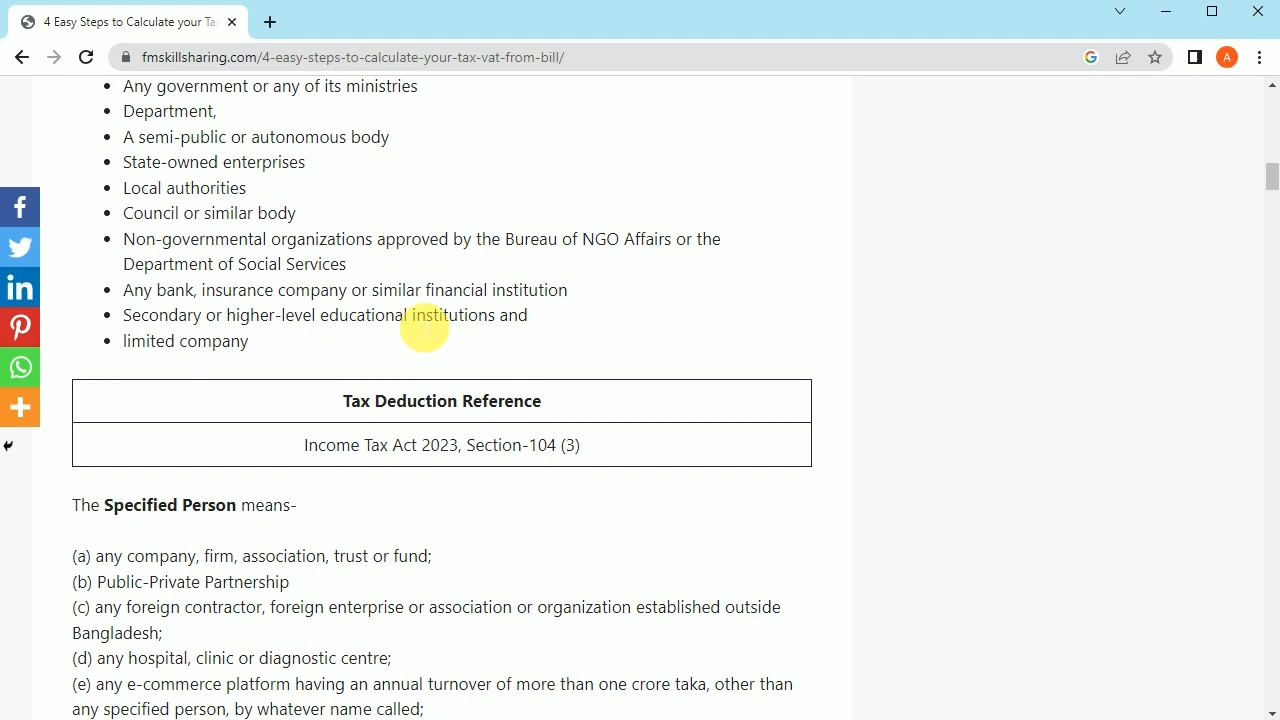 4 Easy Steps to Calculate your Ta
fmskillsharing.com/4-easy-steps-to-calculate-your-tax-vat-from-bill/
A
• Any government or any of its ministries
• Department,
• A semi-public or autonomous body
• State-owned enterprises
• Local authorities
• Council or similar body
• Non-governmental organizations approved by the Bureau of NGO Affairs or the
Department of Social Services
• Any bank, insurance company or similar financial institution
• Secondary or higher-level educational institutions and
• limited company
Tax Deduction Reference
Income Tax Act 2023, Section-104 (3)
The Specified Person means-
(a) any company, firm, association, trust or fund;
(b) Public-Private Partnership
(c) any foreign contractor, foreign enterprise or association or organization established outside
Bangladesh;
(d) any hospital, clinic or diagnostic centre;
(e) any e-commerce platform having an annual turnover of more than one crore taka, other than
any specified person, by whatever name called;